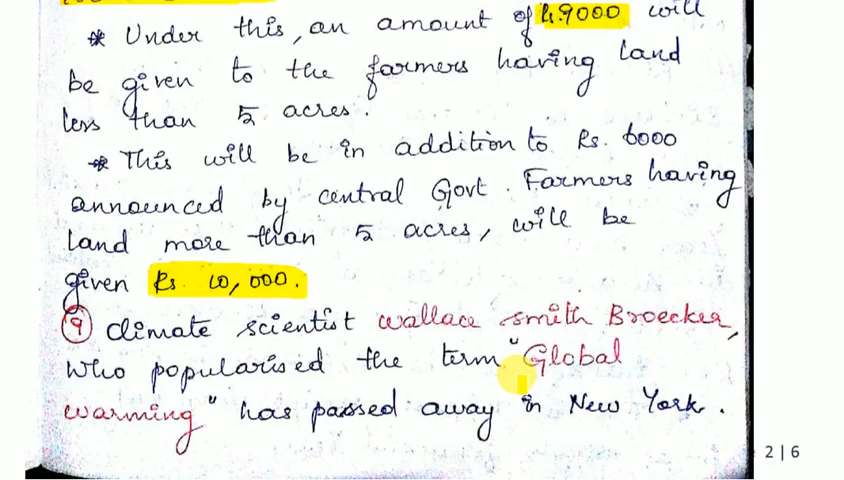 * Under this, an amount of Rs.9000 will
be given to the farmers having land
less than 5 acres.
* This will be in addition to Rs. 6000
announced by central Govt. Farmers having
land more than 5 acres, will be
given Rs. 10,000.
9 climate scientist wallace smith Broecker,
who popularised the term "Global
warming" has passed away in New York.
2 | 6